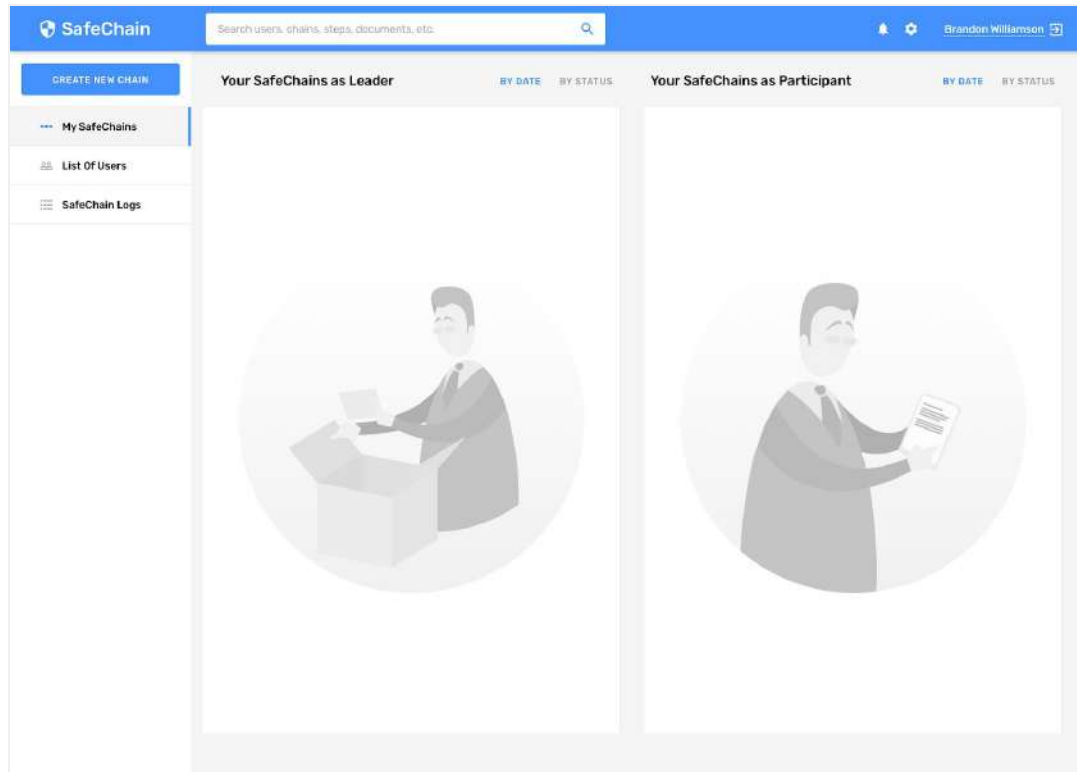 SafeChain
Search users, chains, steps, documents, etc.
Brandon Williamson
CREATE NEW CHAIN
My SafeChains
List Of Users
SafeChain Logs
Your SafeChains as Leader
BY DATE BY STATUS
Your SafeChains as Participant
BY DATE BY STATUS